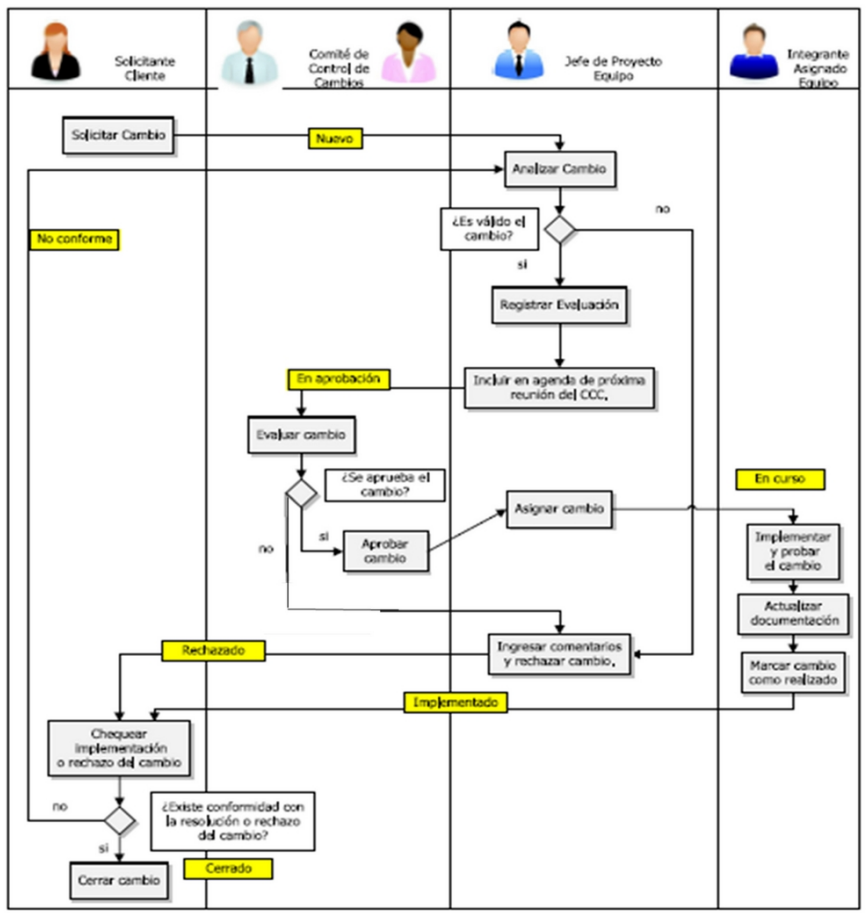 Solicitante
Cliente
Comité de
Control de
Cambios
Jefe de Proyecto
Equipo
Integrante
Asignado
Equipo
Solicitar Cambio
Nuevo
Analizar Cambio
No conforme
¿Es válido el
cambio?
no
si
Registrar Evaluación
En aprobación
Incluir en agenda de próxima
reunión del CCC.
Evaluar cambio
¿Se aprueba el
cambio?
En curso
Asignar cambio
no
si
Aprobar
cambio
Implementar
y probar
el cambio
Actualizar
documentación
Rechazado
Ingresar comentarios
y rechazar cambio.
Marcar cambio
como realizado
Implementado
Chequear
implementación
o rechazo del cambio
no
¿Existe conformidad con
la resolución o rechazo
del cambio?
si
Cerrar cambio
Cerrado